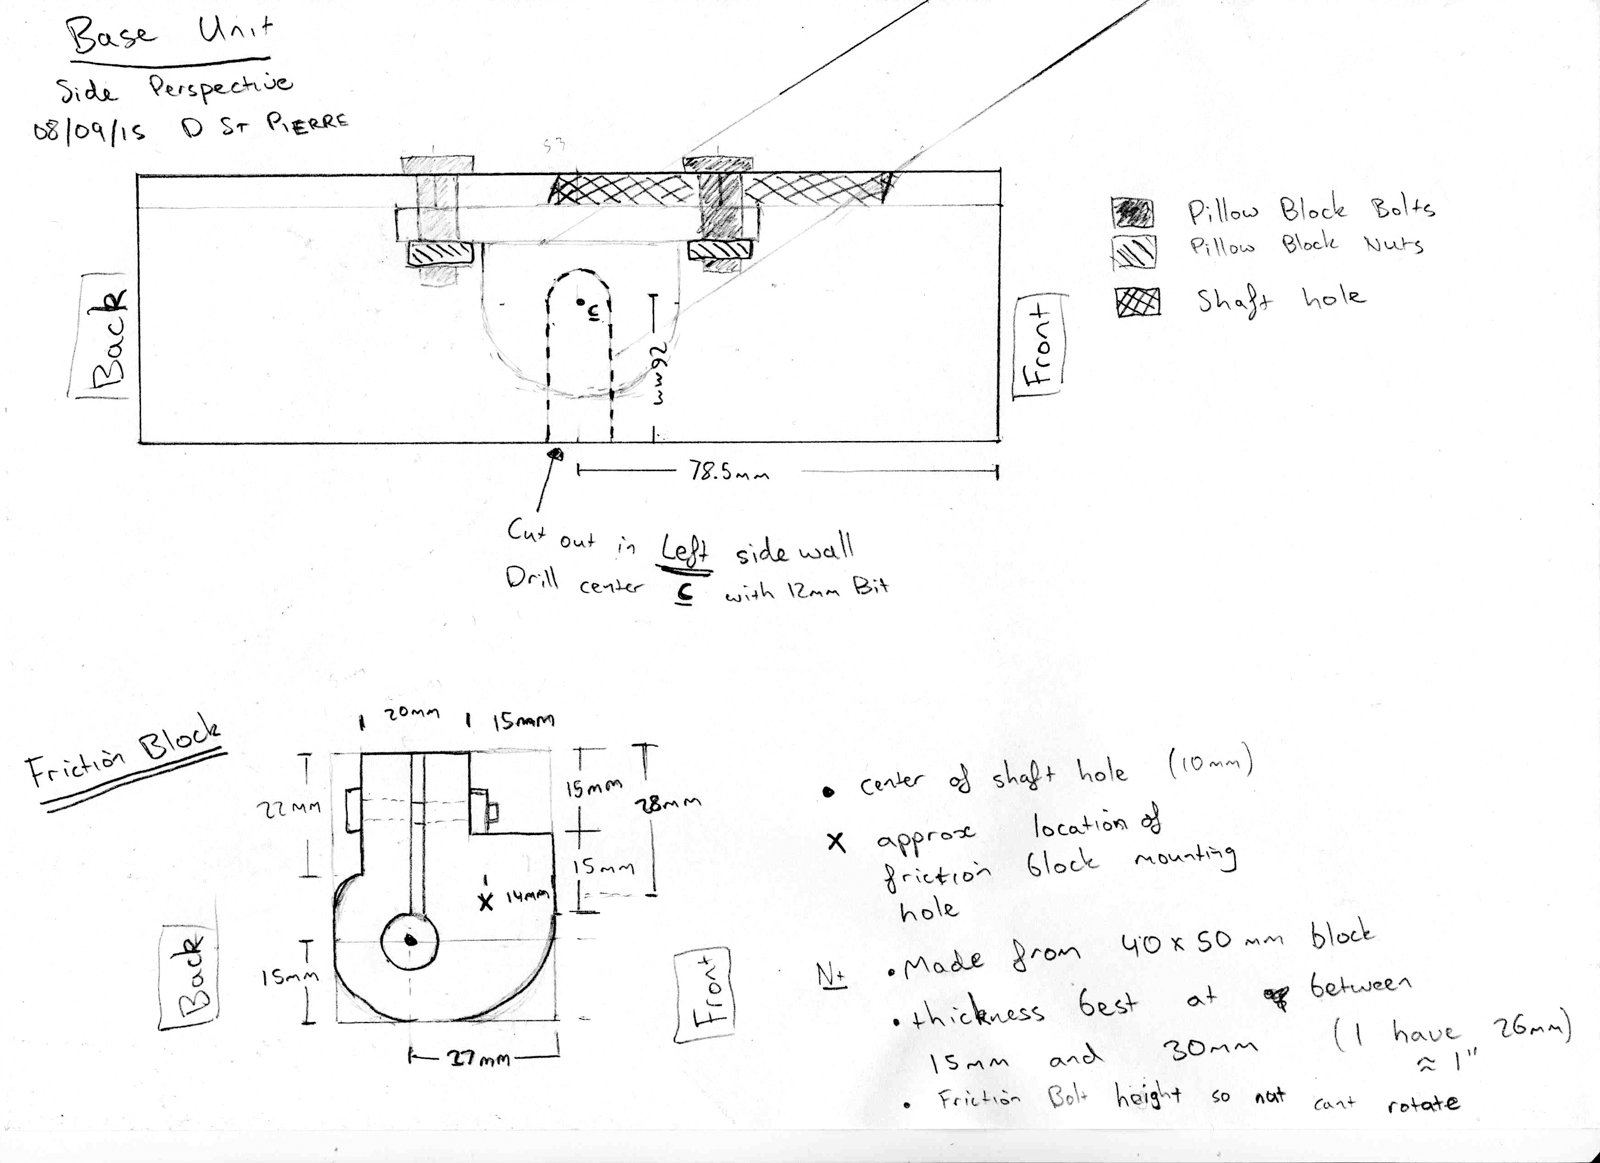 Base Unit
Side Perspective
08/09/15 D ST PIERRE
53
Pillow Block Bolts
Pillow Block Nuts
Shaft hole
Back
Front
C
26mm
78.5mm
Cut out in Left side wall
Drill center C with 12mm Bit
Friction Block
20mm 15mm
22mm
15mm
28mm
15mm
X 14mm
15mm
27mm
Back
Front
• center of shaft hole (10mm)
X approx location of
friction block mounting
hole
Nt • Made from 40 x 50 mm block
• thickness best at between
15mm and 30mm (I have 26mm)
≈ 1"
• Friction Bolt height so nut cant rotate